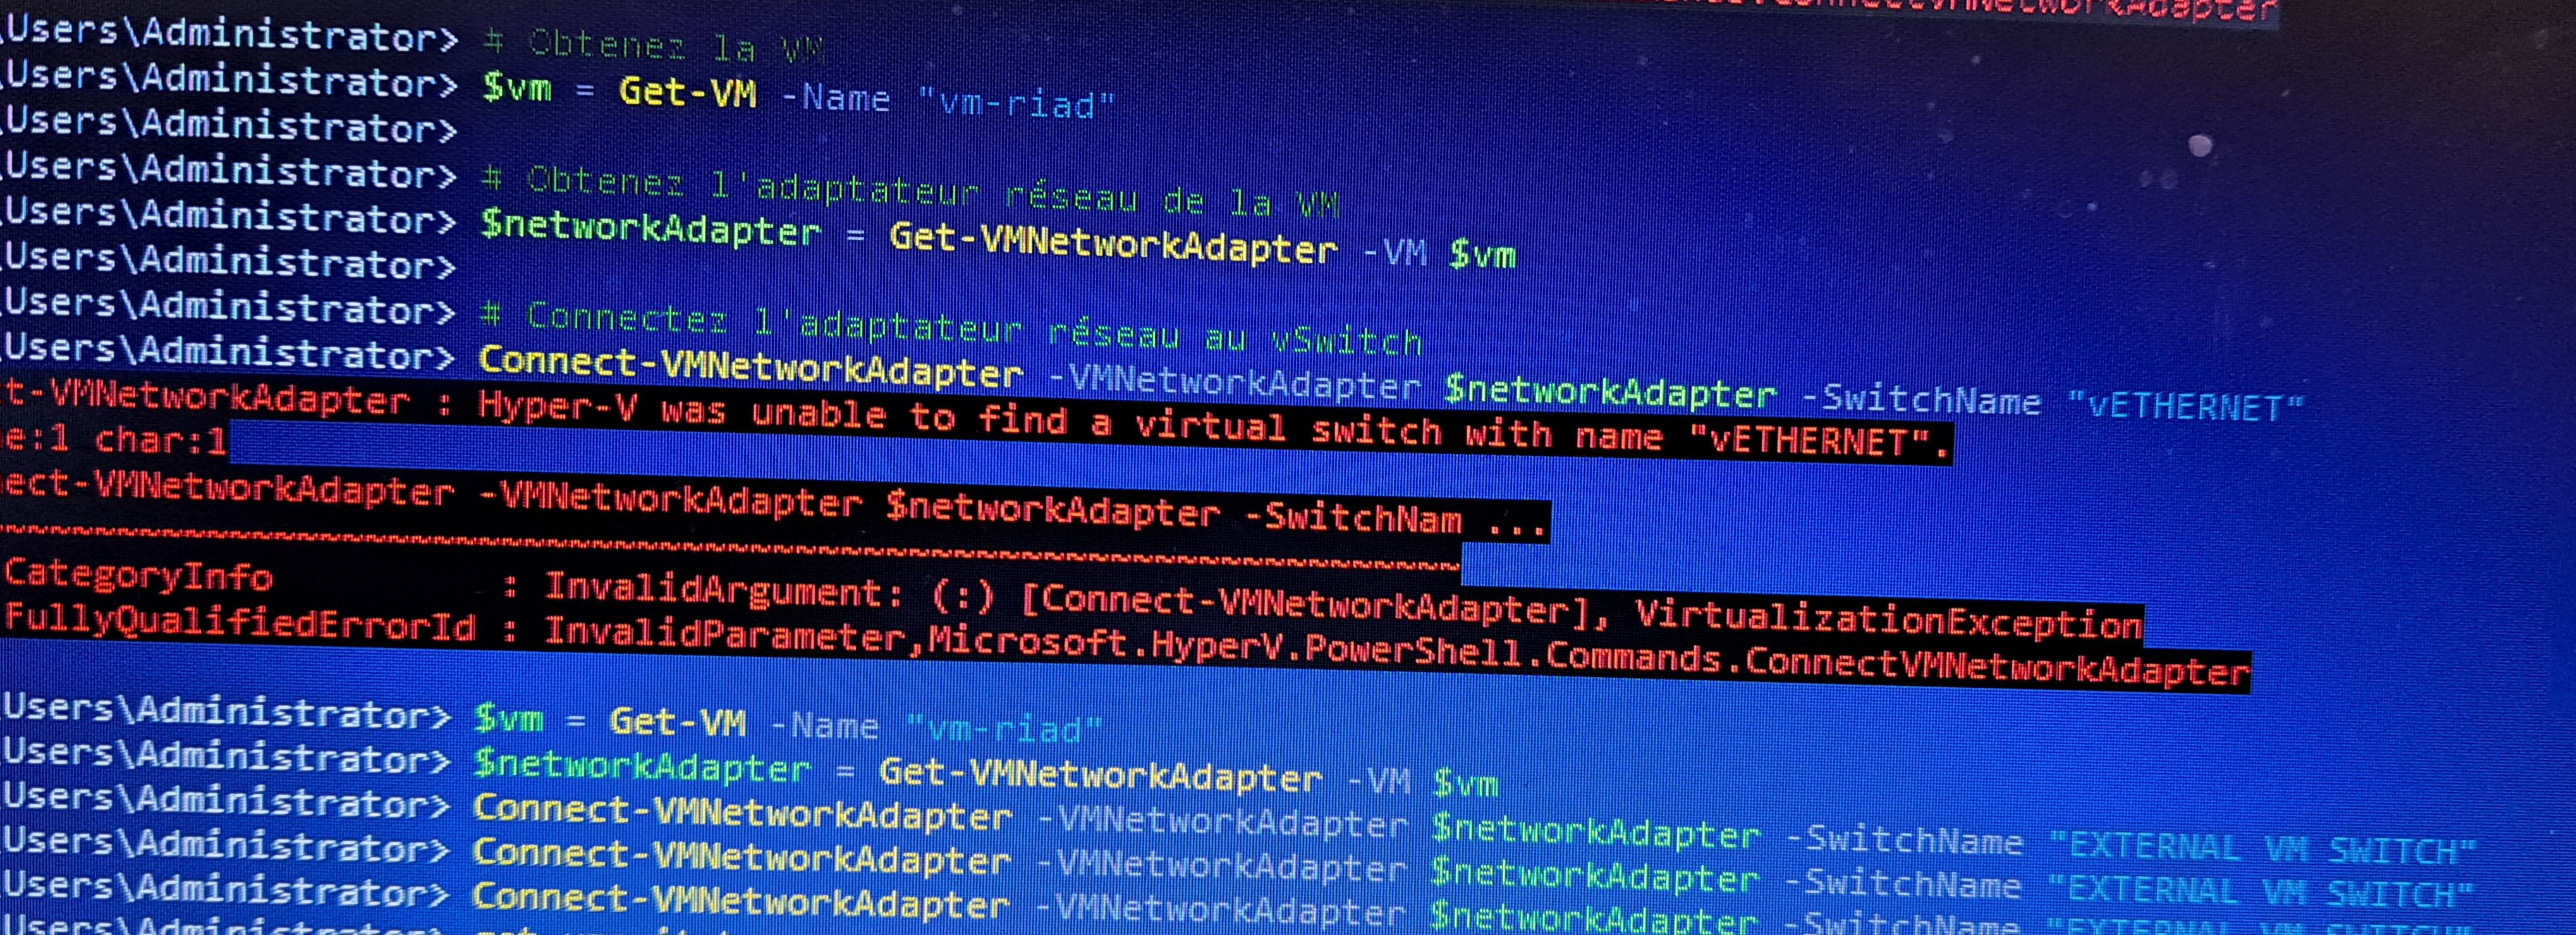 ConnectVMNetworkAdapter
\Users\Administrator> # Obtenez la VM
\Users\Administrator> $vm = Get-VM -Name "vm-riad"
\Users\Administrator>
\Users\Administrator> # Obtenez l'adaptateur réseau de la VM
\Users\Administrator> $networkAdapter = Get-VMNetworkAdapter -VM $vm
\Users\Administrator>
\Users\Administrator> # Connectez l'adaptateur réseau au vSwitch
\Users\Administrator> Connect-VMNetworkAdapter -VMNetworkAdapter $networkAdapter -SwitchName "vETHERNET"
t-VMNetworkAdapter : Hyper-V was unable to find a virtual switch with name "vETHERNET".
e:1 char:1
ect-VMNetworkAdapter -VMNetworkAdapter $networkAdapter -SwitchNam ...
CategoryInfo : InvalidArgument: (:) [Connect-VMNetworkAdapter], VirtualizationException
FullyQualifiedErrorId : InvalidParameter,Microsoft.HyperV.PowerShell.Commands.ConnectVMNetworkAdapter
\Users\Administrator> $vm = Get-VM -Name "vm-riad"
\Users\Administrator> $networkAdapter = Get-VMNetworkAdapter -VM $vm
\Users\Administrator> Connect-VMNetworkAdapter -VMNetworkAdapter $networkAdapter -SwitchName "EXTERNAL VM SWITCH"
\Users\Administrator> Connect-VMNetworkAdapter -VMNetworkAdapter $networkAdapter -SwitchName "EXTERNAL VM SWITCH"
\Users\Administrator> Connect-VMNetworkAdapter -VMNetworkAdapter $networkAdapter -SwitchName "EXTERNAL VM SWITCH"
\Users\Administrator>